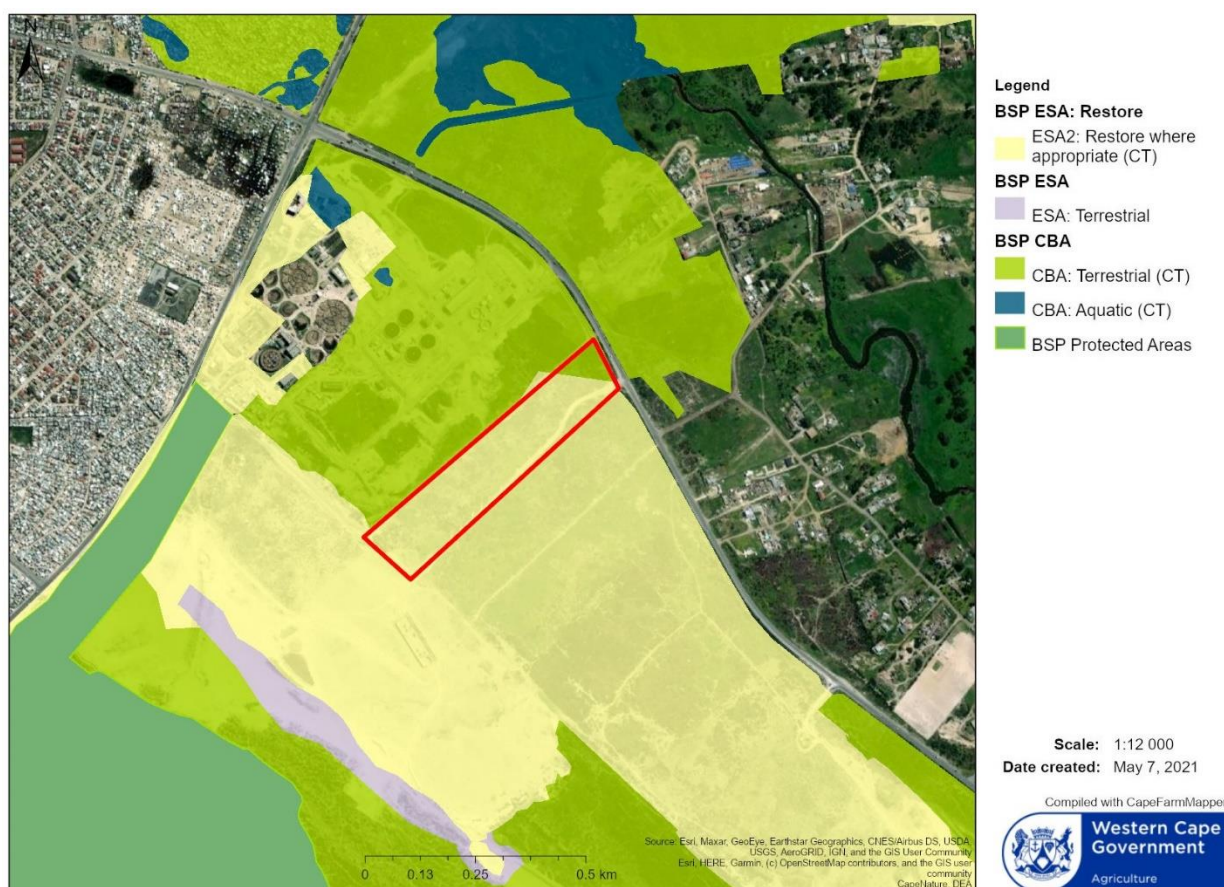 N
Legend
BSP ESA: Restore
ESA2: Restore where
appropriate (CT)
BSP ESA
ESA: Terrestrial
BSP CBA
CBA: Terrestrial (CT)
CBA: Aquatic (CT)
BSP Protected Areas
Scale: 1:12 000
Date created: May 7, 2021
Compiled with CapeFarmMapper
Western Cape
Government
Agriculture
Source: Esri, Maxar, GeoEye, Earthstar Geographics, CNES/Airbus DS, USDA,
USGS, AeroGRID, IGN, and the GIS User Community
Esri, HERE, Garmin, (c) OpenStreetMap contributors, and the GIS user
community
CapeNature, DEA
0 0.13 0.25 0.5 km